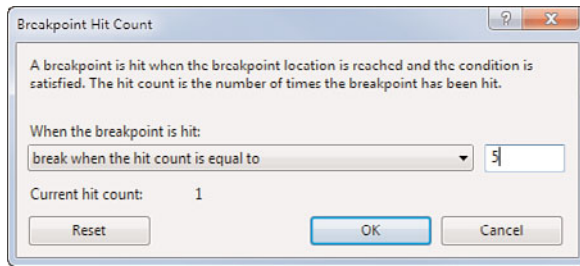 Breakpoint Hit Count
A breakpoint is hit when the breakpoint location is reached and the condition is
satisfied. The hit count is the number of times the breakpoint has been hit.
When the breakpoint is hit:
break when the hit count is equal to 5
Current hit count: 1
Reset OK Cancel